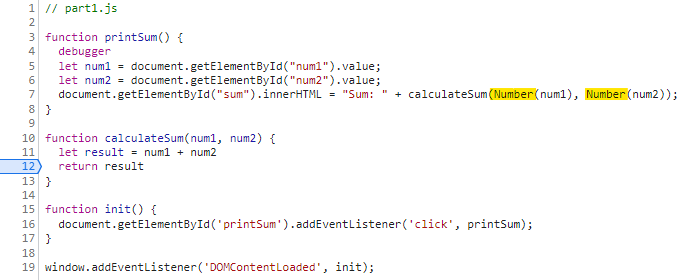 1 // part1.js
2
3 function printSum() {
4   debugger
5   let num1 = document.getElementById("num1").value;
6   let num2 = document.getElementById("num2").value;
7   document.getElementById("sum").innerHTML = "Sum: " + calculateSum(Number(num1), Number(num2));
8 }
9
10 function calculateSum(num1, num2) {
11   let result = num1 + num2
12   return result
13 }
14
15 function init() {
16   document.getElementById('printSum').addEventListener('click', printSum);
17 }
18
19 window.addEventListener('DOMContentLoaded', init);